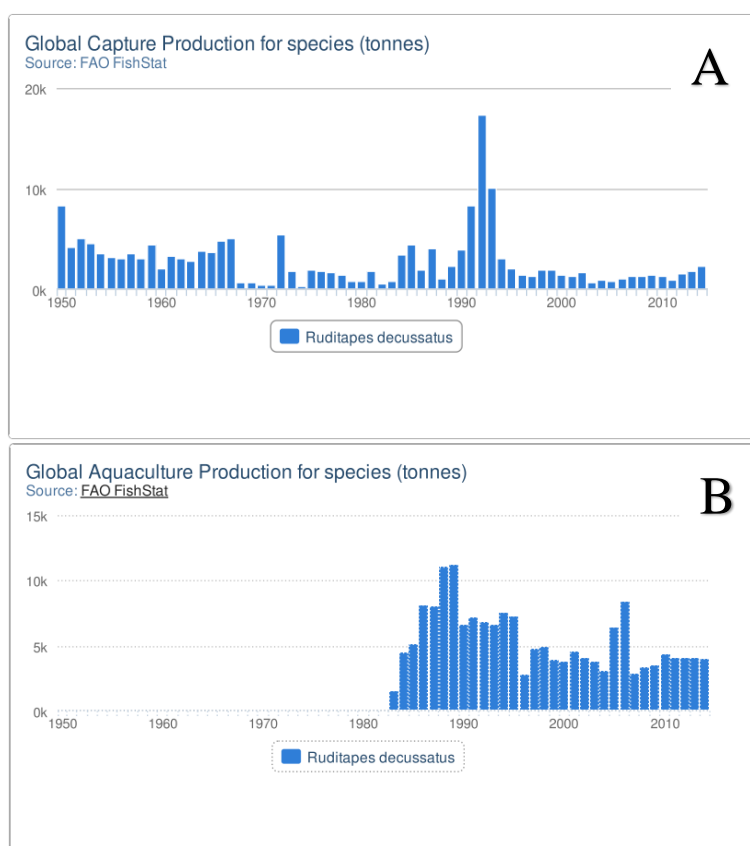 Global Capture Production for species (tonnes)
Source: FAO FishStat
A
20k
10k
0k
1950 1960 1970 1980 1990 2000 2010
Ruditapes decussatus
Global Aquaculture Production for species (tonnes)
Source: FAO FishStat
B
15k
10k
5k
0k
1950 1960 1970 1980 1990 2000 2010
Ruditapes decussatus